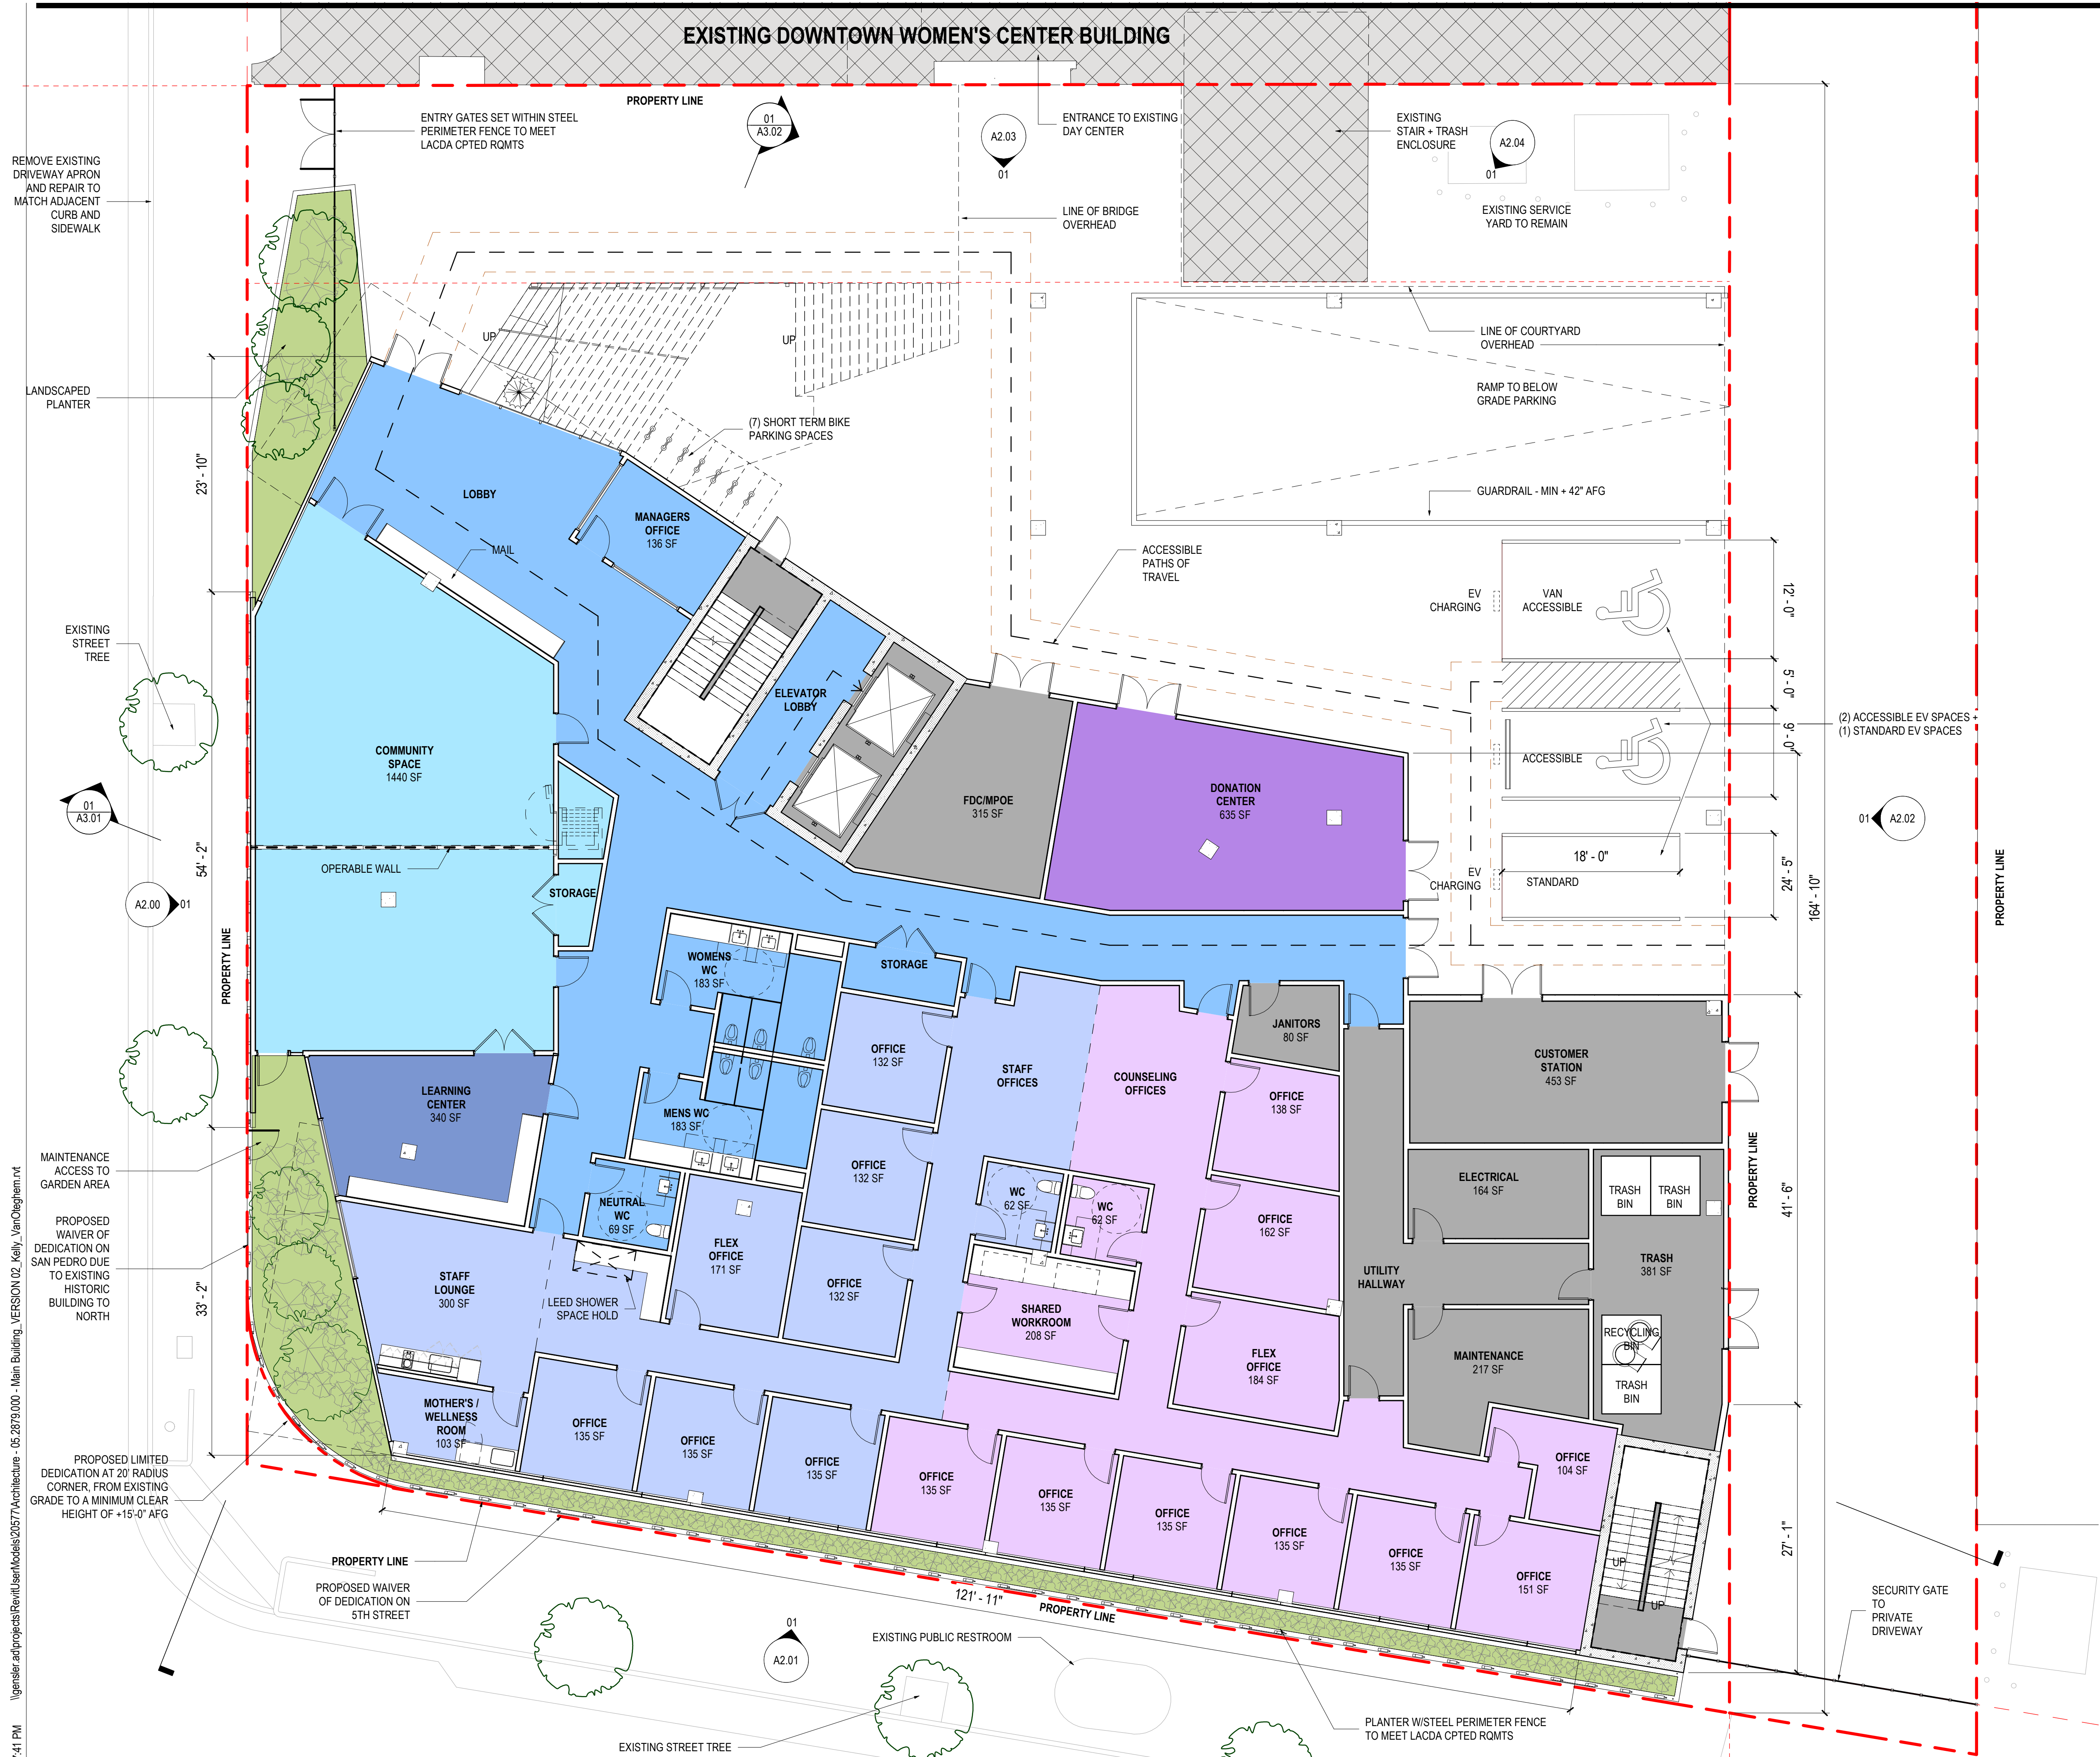 EXISTING DOWNTOWN WOMEN'S CENTER BUILDING
PROPERTY LINE
ENTRY GATES SET WITHIN STEEL
PERIMETER FENCE TO MEET
LACDA CPTED RQMTS
01
A3.02
A2.03
01
ENTRANCE TO EXISTING
DAY CENTER
EXISTING
STAIR + TRASH
ENCLOSURE
A2.04
01
REMOVE EXISTING
DRIVEWAY APRON
AND REPAIR TO
MATCH ADJACENT
CURB AND
SIDEWALK
LINE OF BRIDGE
OVERHEAD
EXISTING SERVICE
YARD TO REMAIN
UP
UP
LINE OF COURTYARD
OVERHEAD
LANDSCAPED
PLANTER
RAMP TO BELOW
GRADE PARKING
(7) SHORT TERM BIKE
PARKING SPACES
23' - 10"
LOBBY
GUARDRAIL - MIN + 42" AFG
MANAGERS
OFFICE
136 SF
MAIL
ACCESSIBLE
PATHS OF
TRAVEL
EV
CHARGING
VAN
ACCESSIBLE
12' - 0"
EXISTING
STREET
TREE
5' - 0"
ELEVATOR
LOBBY
(2) ACCESSIBLE EV SPACES +
(1) STANDARD EV SPACES
9' - 0"
ACCESSIBLE
COMMUNITY
SPACE
1440 SF
DONATION
CENTER
635 SF
FDC/MPOE
315 SF
01
A3.01
01
A2.02
54' - 2"
OPERABLE WALL
18' - 0"
24' - 5"
EV
CHARGING
STANDARD
164' - 10"
STORAGE
A2.00
01
PROPERTY LINE
PROPERTY LINE
WOMENS
WC
183 SF
STORAGE
JANITORS
80 SF
OFFICE
132 SF
STAFF
OFFICES
COUNSELING
OFFICES
CUSTOMER
STATION
453 SF
LEARNING
CENTER
340 SF
OFFICE
138 SF
MENS WC
183 SF
PROPERTY LINE
MAINTENANCE
ACCESS TO
GARDEN AREA
OFFICE
132 SF
ELECTRICAL
164 SF
TRASH
BIN
TRASH
BIN
41' - 6"
WC
62 SF
WC
62 SF
NEUTRAL
WC
69 SF
OFFICE
162 SF
PROPOSED
WAIVER OF
DEDICATION ON
SAN PEDRO DUE
TO EXISTING
HISTORIC
BUILDING TO
NORTH
FLEX
OFFICE
171 SF
TRASH
381 SF
UTILITY
HALLWAY
STAFF
LOUNGE
300 SF
OFFICE
132 SF
33' - 2"
LEED SHOWER
SPACE HOLD
SHARED
WORKROOM
208 SF
RECYCLING
BIN
FLEX
OFFICE
184 SF
MAINTENANCE
217 SF
TRASH
BIN
MOTHER'S /
WELLNESS
ROOM
103 SF
OFFICE
135 SF
OFFICE
135 SF
OFFICE
135 SF
OFFICE
135 SF
OFFICE
135 SF
OFFICE
135 SF
OFFICE
135 SF
OFFICE
135 SF
OFFICE
104 SF
OFFICE
151 SF
PROPOSED LIMITED
DEDICATION AT 20' RADIUS
CORNER, FROM EXISTING
GRADE TO A MINIMUM CLEAR
HEIGHT OF +15'-0" AFG
UP
UP
27' - 1"
PROPERTY LINE
PROPOSED WAIVER
OF DEDICATION ON
5TH STREET
121' - 11"
PROPERTY LINE
SECURITY GATE
TO
PRIVATE
DRIVEWAY
01
A2.01
EXISTING PUBLIC RESTROOM
PLANTER W/STEEL PERIMETER FENCE
TO MEET LACDA CPTED RQMTS
EXISTING STREET TREE
:41 PM
\\gensler.ad\projects\RevitUserModels\20577\Architecture - 05.2879.000 - Main Building_VERSION 02_Kelly_VanOteghem.rvt